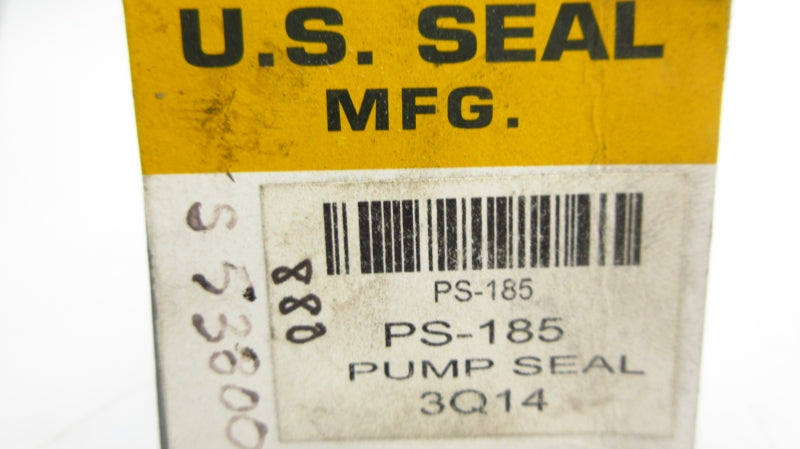 U.S. SEAL
MFG.
PS-185
PS-185
PUMP SEAL
3Q14
880
S 53800